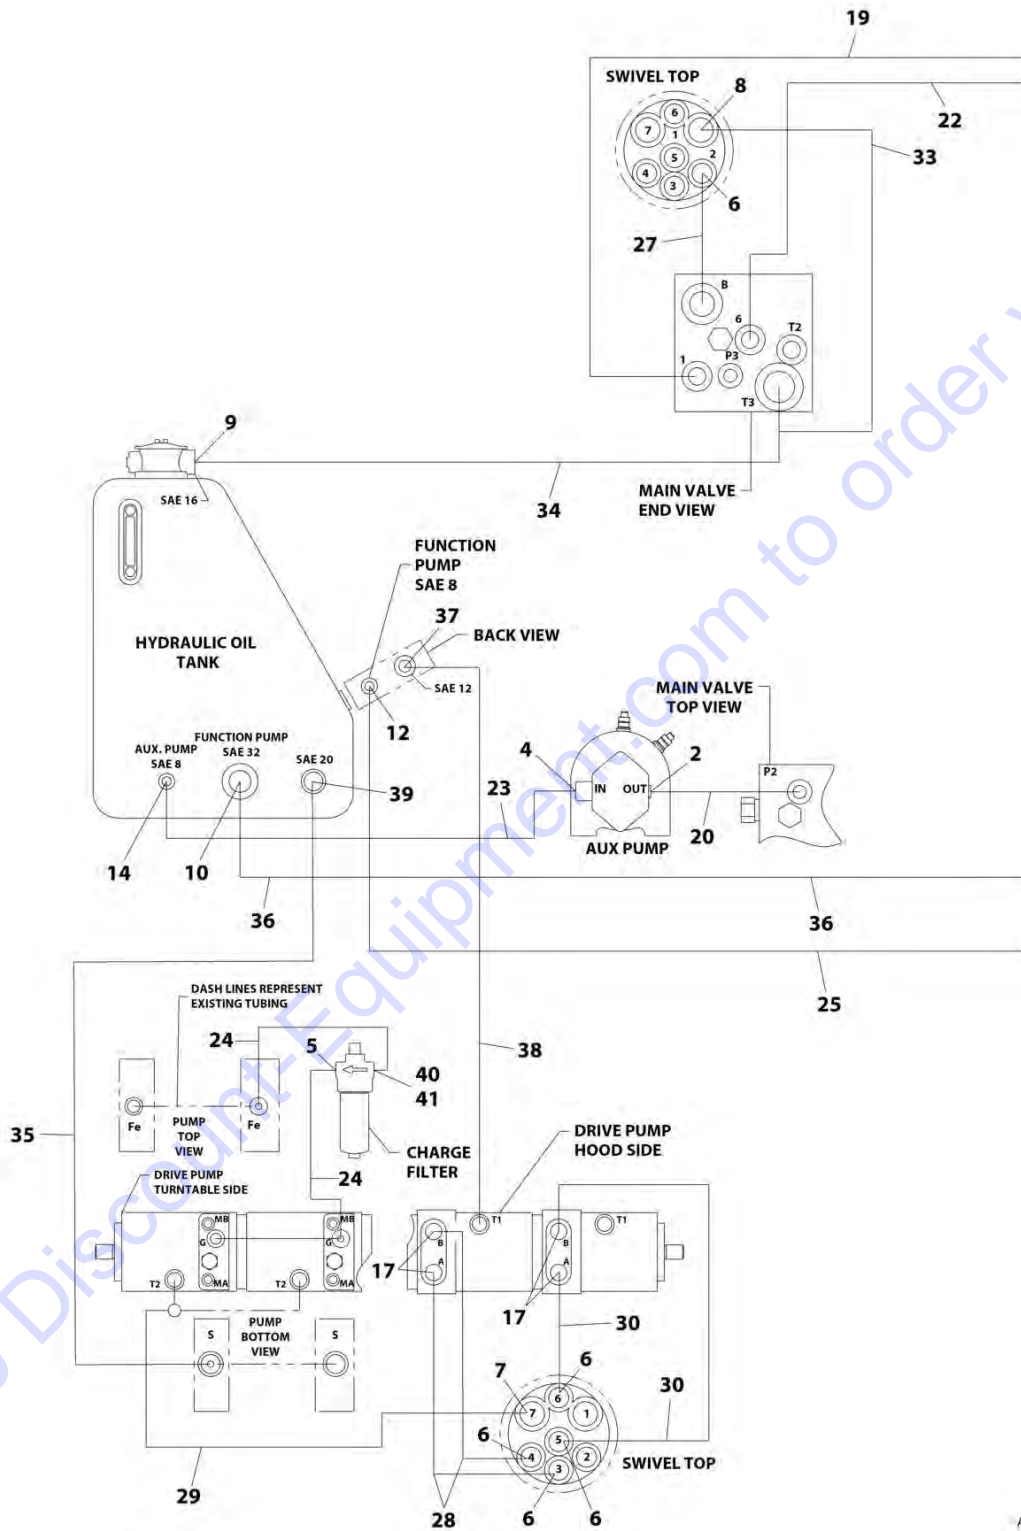 19
SWIVEL TOP
8
22
6
7
1
33
5
2
4
3
6
27
B
6
T2
P3
1
T3
9
SAE 16
34
MAIN VALVE
END VIEW
FUNCTION
PUMP
SAE 8
37
BACK VIEW
HYDRAULIC OIL
TANK
SAE 12
MAIN VALVE
TOP VIEW
12
FUNCTION PUMP
SAE 32
AUX. PUMP
SAE 8
SAE 20
4
2
P2
IN
OUT
39
23
20
AUX PUMP
14
10
36
36
25
DASH LINES REPRESENT
EXISTING TUBING
24
5
38
40
41
Fe
Fe
PUMP
TOP
VIEW
35
CHARGE
FILTER
DRIVE PUMP
HOOD SIDE
24
DRIVE PUMP
TURNTABLE SIDE
MB
MB
T1
T1
G
G
B
B
A
A
17
MA
MA
T2
T2
17
30
PUMP
BOTTOM
VIEW
S
S
6
7
30
6
7
1
6
5
4
2
3
SWIVEL TOP
29
28
6
6
A
Discount-Equipment.com to order